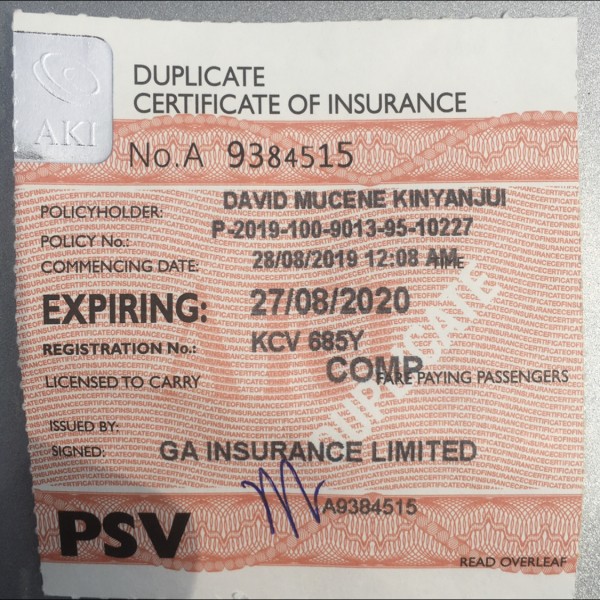 AKI
DUPLICATE
CERTIFICATE OF INSURANCE
No.A 9384515
POLICYHOLDER: DAVID MUCENE KINYANJUI
POLICY No.: P-2019-100-9013-95-10227
COMMENCING DATE: 28/08/2019 12:08 AM TIME
EXPIRING: 27/08/2020
REGISTRATION No.: KCV 685Y
LICENSED TO CARRY COMP FARE PAYING PASSENGERS
DUPLICATE
ISSUED BY:
SIGNED: GA INSURANCE LIMITED
A9384515
PSV
READ OVERLEAF